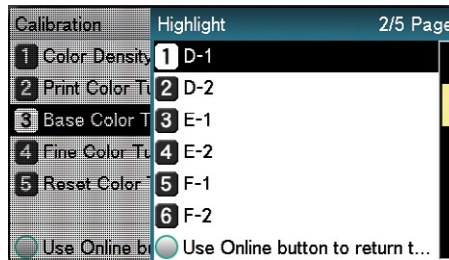 Calibration
1 Color Density
2 Print Color Tu
3 Base Color T
4 Fine Color Tu
5 Reset Color
Use Online bu
Highlight 2/5 Page
1 D-1
2 D-2
3 E-1
4 E-2
5 F-1
6 F-2
Use Online button to return t...